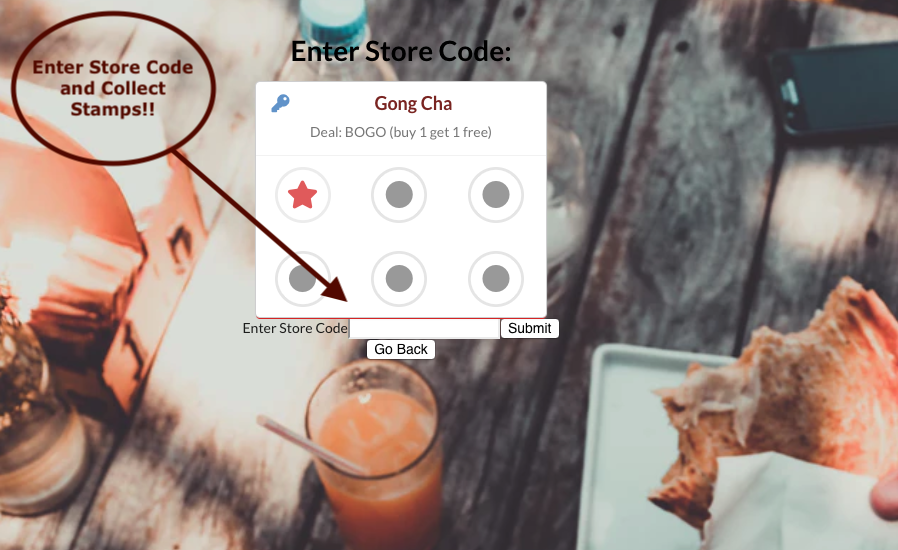 Enter Store Code
and Collect
Stamps!!
Enter Store Code:
Gong Cha
Deal: BOGO (buy 1 get 1 free)
Enter Store Code
Submit
Go Back